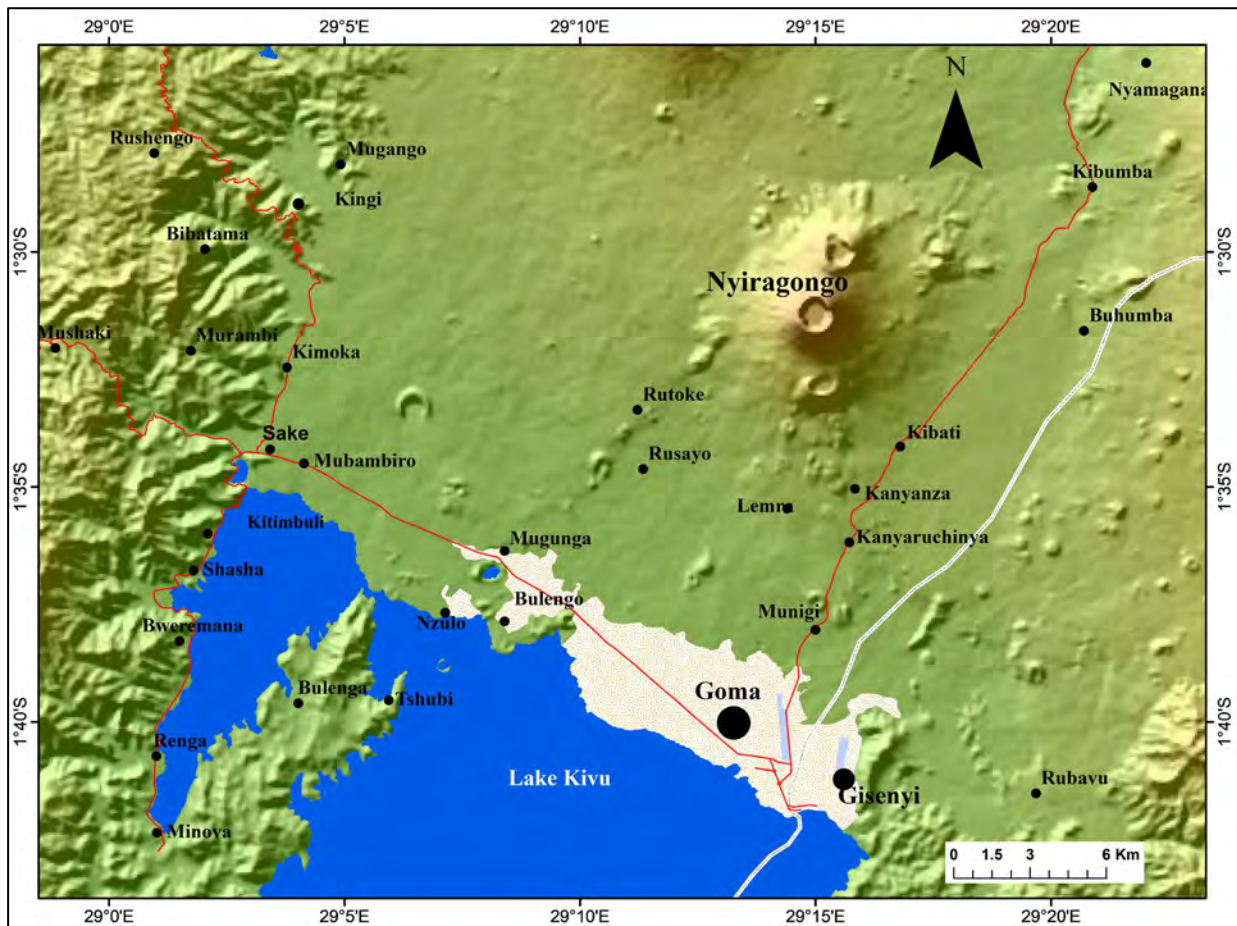 29°0'E 29°5'E 29°10'E 29°15'E 29°20'E
N
Nyamagana
Rushengo
Mugango
Kibumba
Kingi
Bibatama
1°30'S 1°30'S
Nyiragongo
Buhumba
Mushaki
Murambi
Kimoka
Rutoke
Sake
Kibati
Mubambiro
Rusayo
1°35'S 1°35'S
Kanyanza
Lemra
Kitimbuli
Kanyaruchinya
Mugunga
Shasha
Bulengo
Munigi
Nzulo
Bweremana
Bulenga
Tshubi
Goma
1°40'S 1°40'S
Renga
Lake Kivu
Rubavu
Gisenyi
Minova
0 1.5 3 6 Km
29°0'E 29°5'E 29°10'E 29°15'E 29°20'E